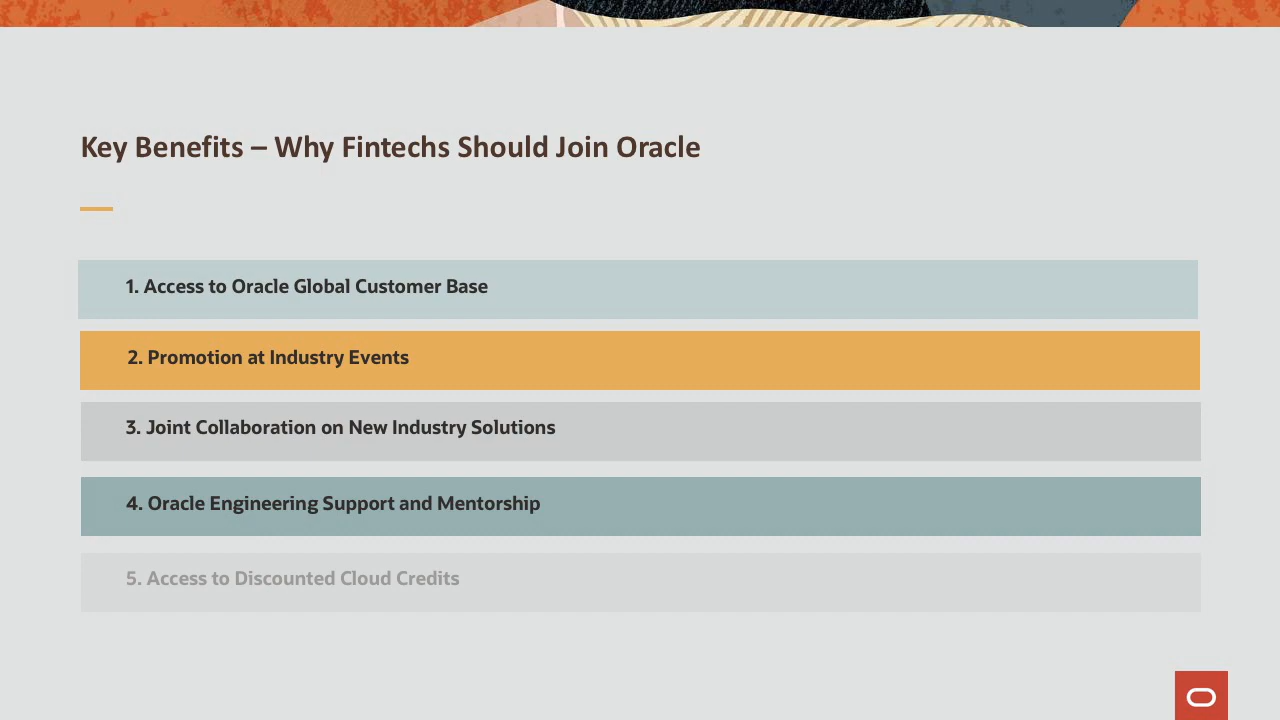 Key Benefits – Why Fintechs Should Join Oracle
1. Access to Oracle Global Customer Base
2. Promotion at Industry Events
3. Joint Collaboration on New Industry Solutions
4. Oracle Engineering Support and Mentorship
5. Access to Discounted Cloud Credits